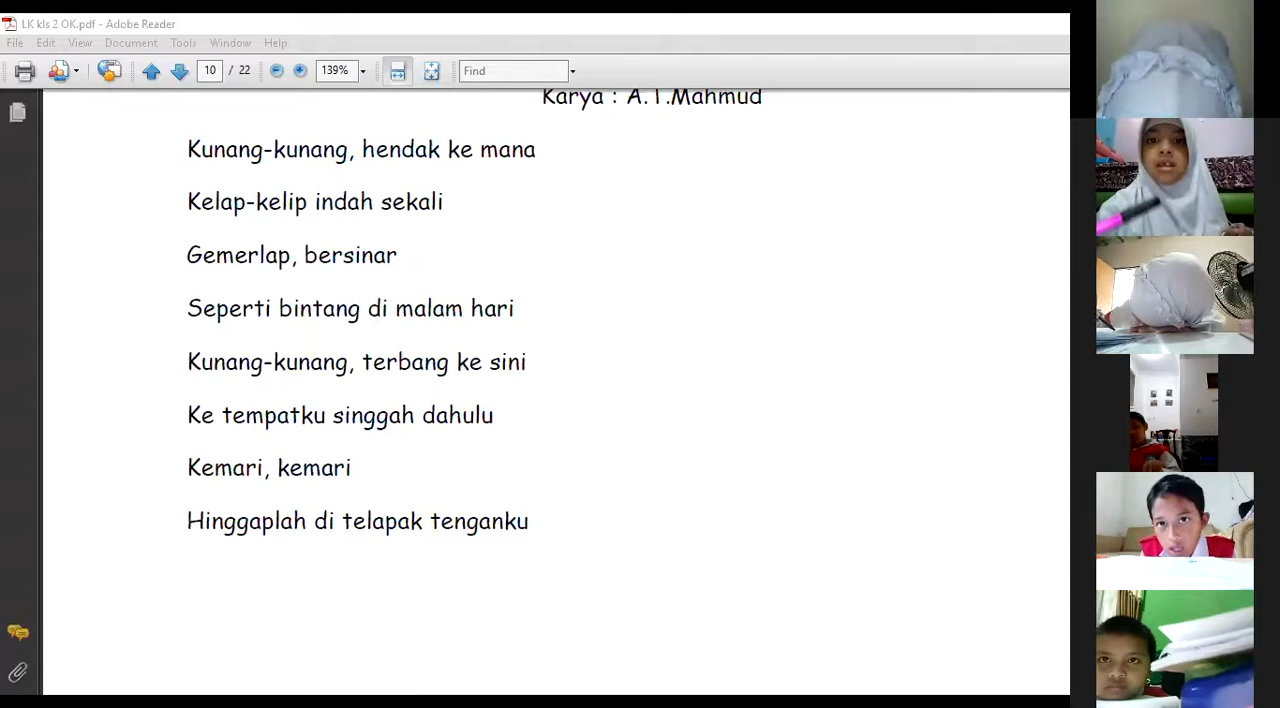 LK kls 2 OK.pdf - Adobe Reader
File Edit View Document Tools Window Help
10 / 22 139% Find
Karya : A.T.Mahmud
Kunang-kunang, hendak ke mana
Kelap-kelip indah sekali
Gemerlap, bersinar
Seperti bintang di malam hari
Kunang-kunang, terbang ke sini
Ke tempatku singgah dahulu
Kemari, kemari
Hinggaplah di telapak tenganku